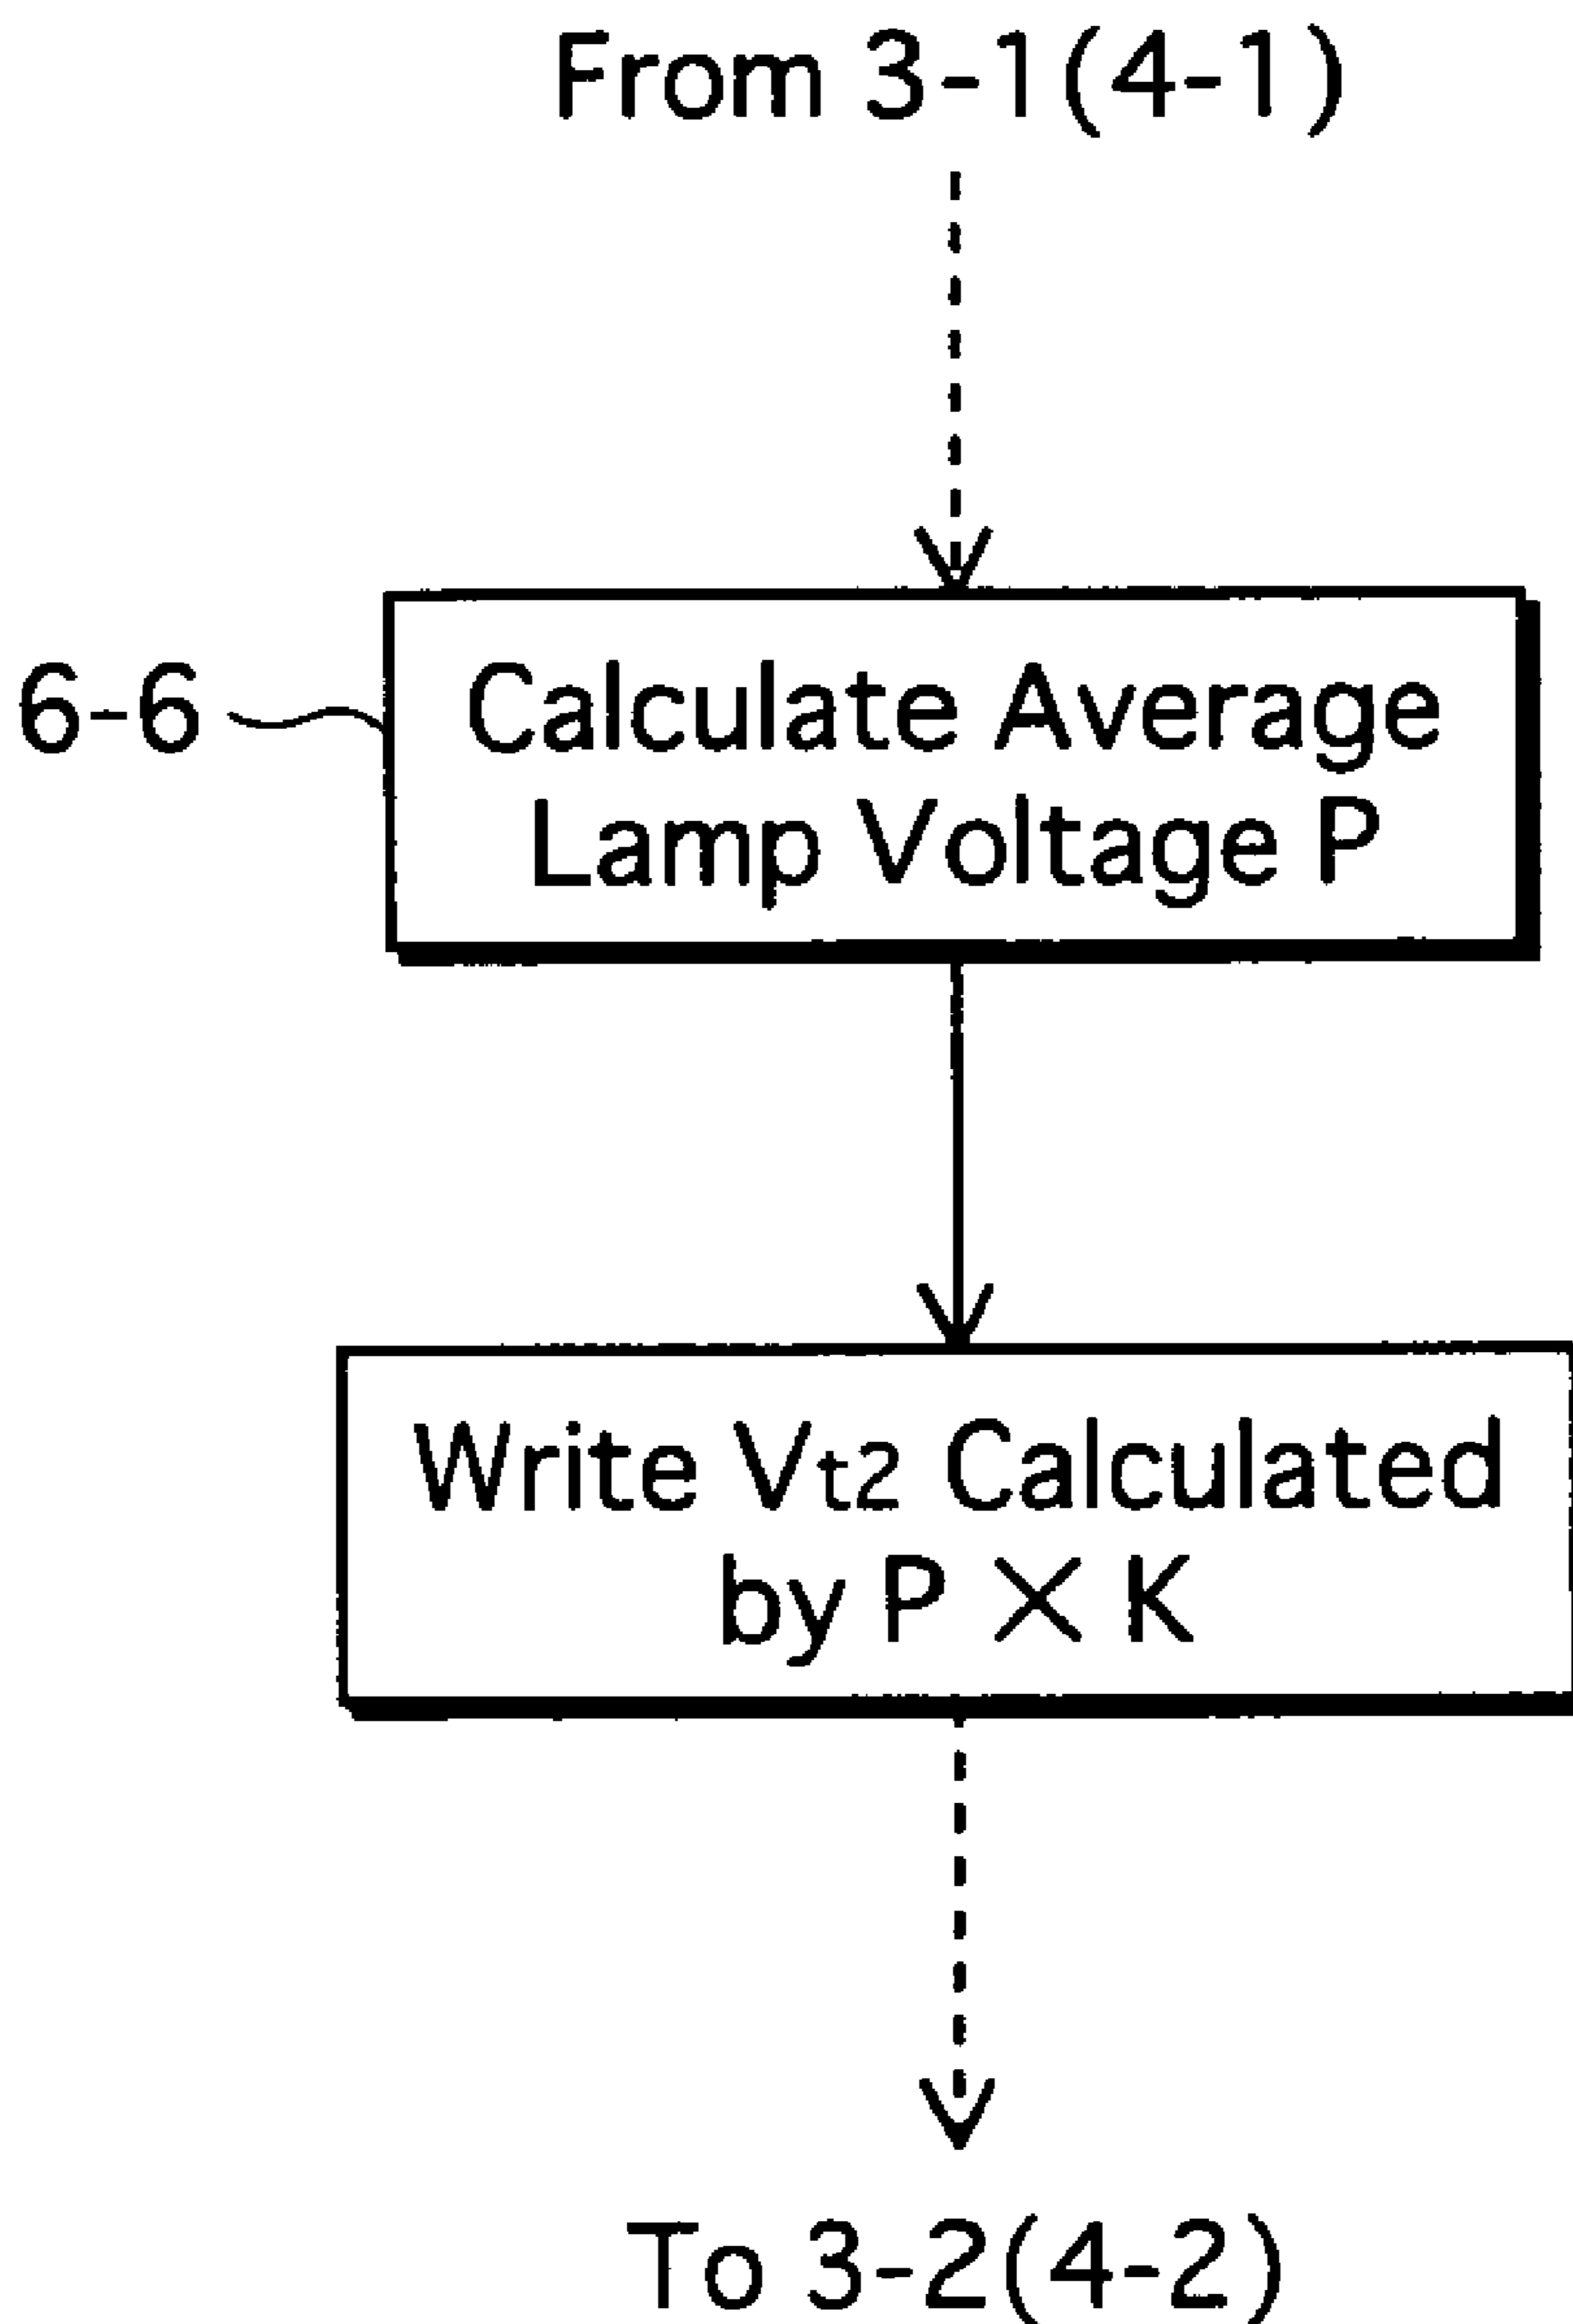 From 3-1(4-1)
6-6
Calculate Average
Lamp Voltage P
Write Vt2 Calculated
by P × K
To 3-2(4-2)